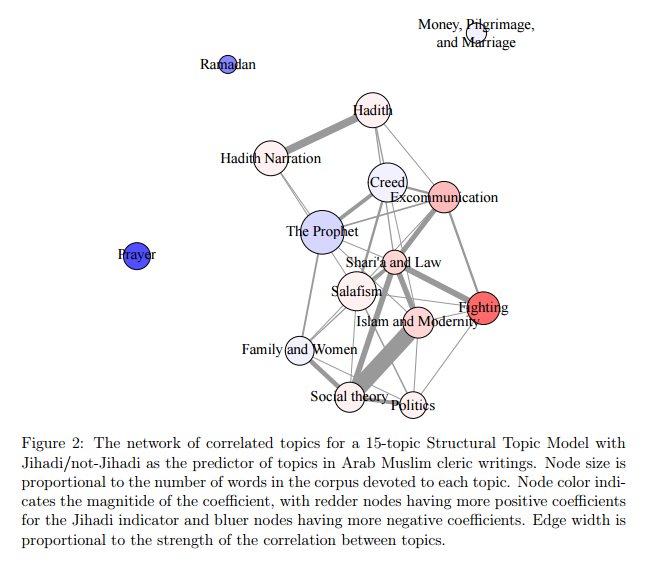 Money, Pilgrimage,
and Marriage
Ramadan
Hadith
Hadith Narration
Creed
Excommunication
The Prophet
Prayer
Shari'a and Law
Salafism
Fighting
Islam and Modernity
Family and Women
Social theory
Politics
Figure 2: The network of correlated topics for a 15-topic Structural Topic Model with
Jihadi/not-Jihadi as the predictor of topics in Arab Muslim cleric writings. Node size is
proportional to the number of words in the corpus devoted to each topic. Node color indi-
cates the magnitide of the coefficient, with redder nodes having more positive coefficients
for the Jihadi indicator and bluer nodes having more negative coefficients. Edge width is
proportional to the strength of the correlation between topics.